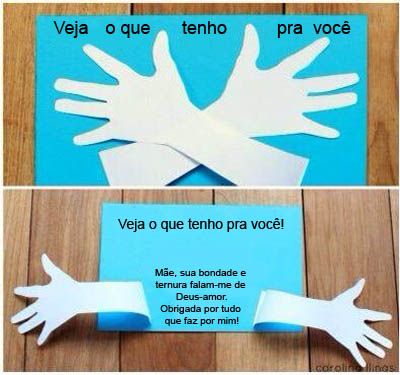 Veja o que tenho pra você
Veja o que tenho pra você!
Mãe, sua bondade e
ternura falam-me de
Deus-amor.
Obrigada por tudo
que faz por mim!